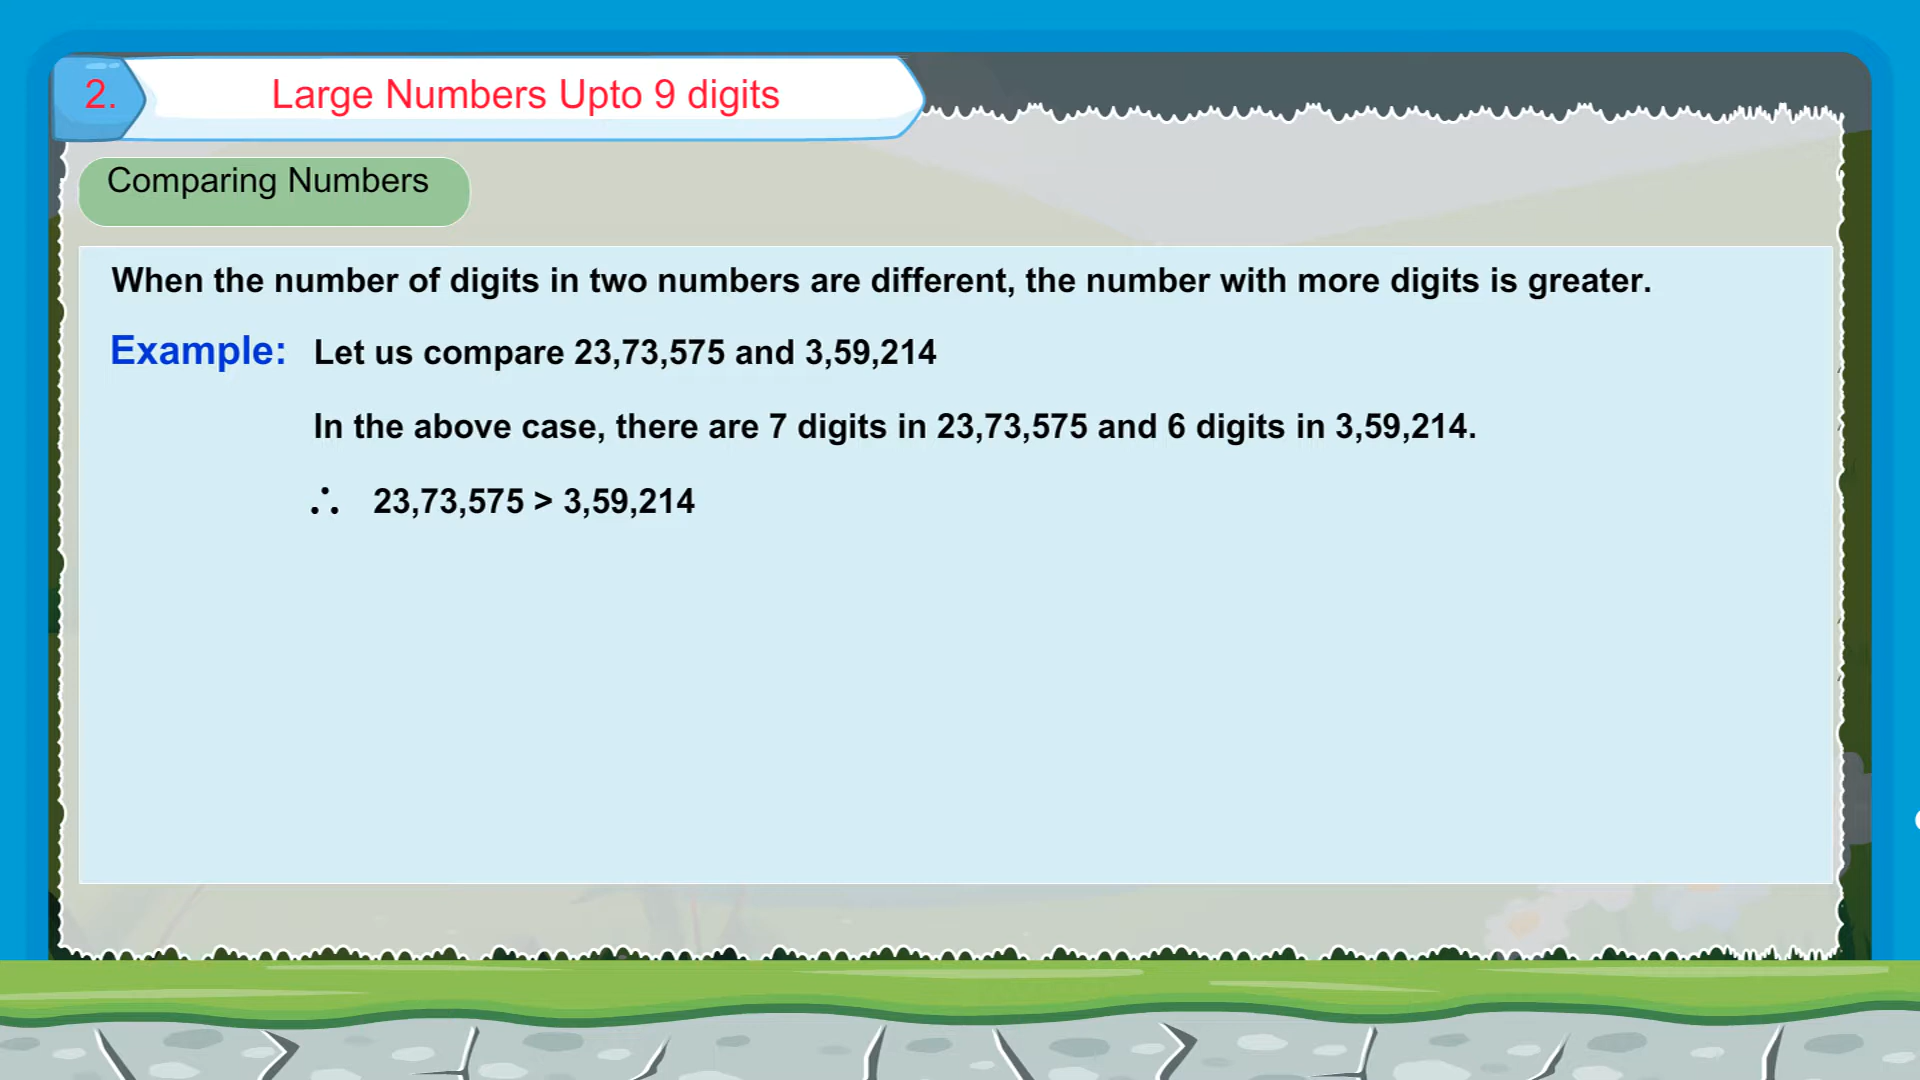 2. Large Numbers Upto 9 digits
Comparing Numbers
When the number of digits in two numbers are different, the number with more digits is greater.
Example: Let us compare 23,73,575 and 3,59,214
In the above case, there are 7 digits in 23,73,575 and 6 digits in 3,59,214.
∴ 23,73,575 > 3,59,214